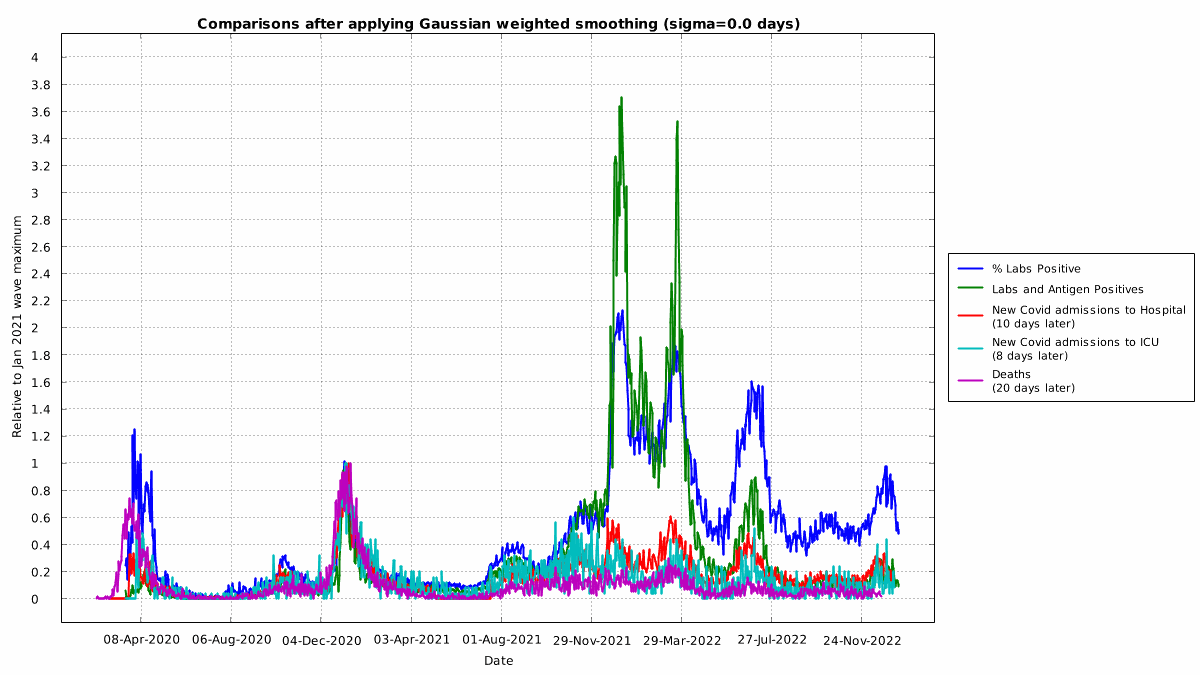 Comparisons after applying Gaussian weighted smoothing (sigma=0.0 days)
Relative to Jan 2021 wave maximum
4
3.8
3.6
3.4
3.2
3
2.8
2.6
2.4
2.2
2
1.8
1.6
1.4
1.2
1
0.8
0.6
0.4
0.2
0
08-Apr-2020 06-Aug-2020 04-Dec-2020 03-Apr-2021 01-Aug-2021 29-Nov-2021 29-Mar-2022 27-Jul-2022 24-Nov-2022
Date
% Labs Positive
Labs and Antigen Positives
New Covid admissions to Hospital
(10 days later)
New Covid admissions to ICU
(8 days later)
Deaths
(20 days later)